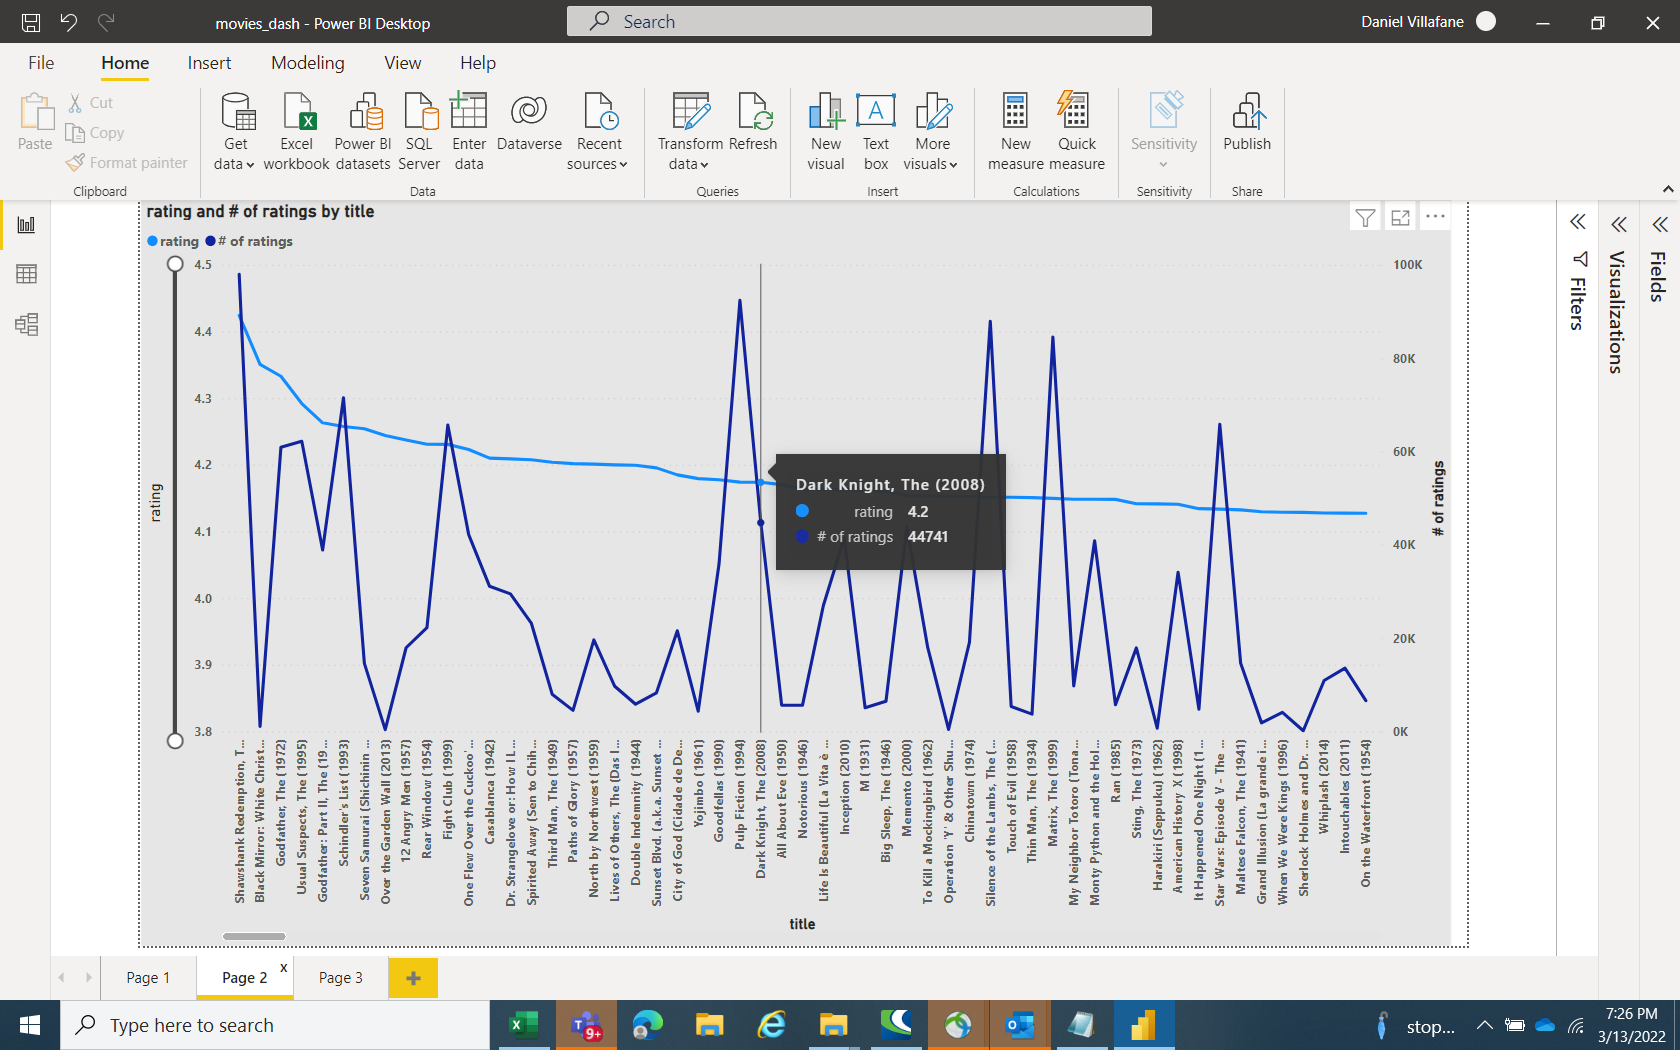 movies_dash - Power BI Desktop
Search
Daniel Villafane
File Home Insert Modeling View Help
Paste
Cut
Copy
Format painter
Clipboard
Get data
Excel workbook
Power BI datasets
SQL Server
Enter data
Dataverse
Recent sources
Data
Transform data
Refresh
Queries
New visual
Text box
More visuals
Insert
New measure
Quick measure
Calculations
Sensitivity
Sensitivity
Publish
Share
rating and # of ratings by title
rating # of ratings
4.5
4.4
4.3
4.2
4.1
4.0
3.9
3.8
rating
100K
80K
60K
40K
20K
0K
# of ratings
Dark Knight, The (2008)
rating 4.2
# of ratings 44741
Shawshank Redemption, T...
Black Mirror: White Christ...
Godfather, The (1972)
Usual Suspects, The (1995)
Godfather: Part II, The (19...
Schindler's List (1993)
Seven Samurai (Shichinin ...
Over the Garden Wall (2013)
12 Angry Men (1957)
Rear Window (1954)
Fight Club (1999)
One Flew Over the Cuckoo'...
Casablanca (1942)
Dr. Strangelove or: How I L...
Spirited Away (Sen to Chih...
Third Man, The (1949)
Paths of Glory (1957)
North by Northwest (1959)
Lives of Others, The (Das l...
Double Indemnity (1944)
Sunset Blvd. (a.k.a. Sunset ...
City of God (Cidade de De...
Yojimbo (1961)
Goodfellas (1990)
Pulp Fiction (1994)
Dark Knight, The (2008)
All About Eve (1950)
Notorious (1946)
Life Is Beautiful (La Vita è ...
Inception (2010)
M (1931)
Big Sleep, The (1946)
Memento (2000)
To Kill a Mockingbird (1962)
Operation 'Y' & Other Shu...
Chinatown (1974)
Silence of the Lambs, The (...
Touch of Evil (1958)
Thin Man, The (1934)
Matrix, The (1999)
My Neighbor Totoro (Tona...
Monty Python and the Hol...
Ran (1985)
Sting, The (1973)
Harakiri (Seppuku) (1962)
American History X (1998)
It Happened One Night (1...
Star Wars: Episode V - The ...
Maltese Falcon, The (1941)
Grand Illusion (La grande i...
When We Were Kings (1996)
Sherlock Holmes and Dr. ...
Whiplash (2014)
Intouchables (2011)
On the Waterfront (1954)
title
Filters
Visualizations
Fields
Page 1
Page 2 x
Page 3
+
Type here to search
9+
stop...
7:26 PM
3/13/2022